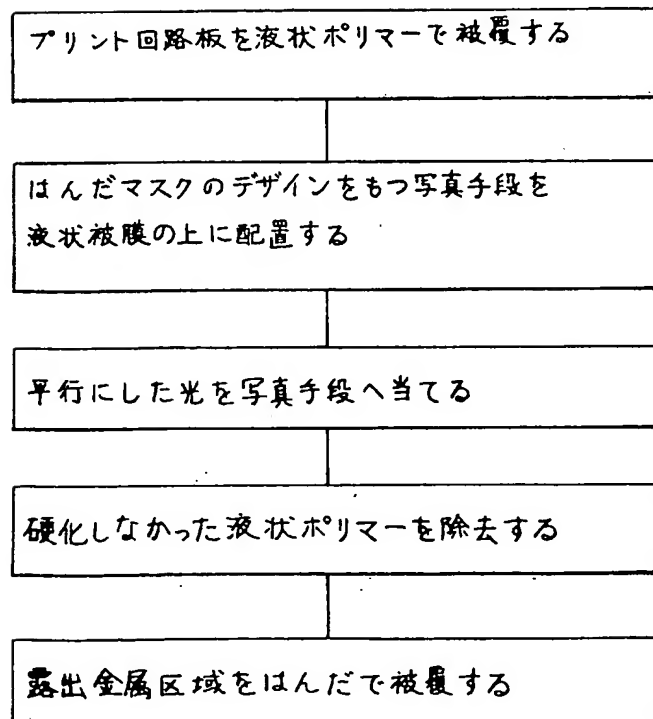 プリント回路板を液状ポリマーで被覆する
はんだマスクのデザインをもつ写真手段を
液状被膜の上に配置する
平行にした光を写真手段へ当てる
硬化しなかった液状ポリマーを除去する
露出金属区域をはんだで被覆する